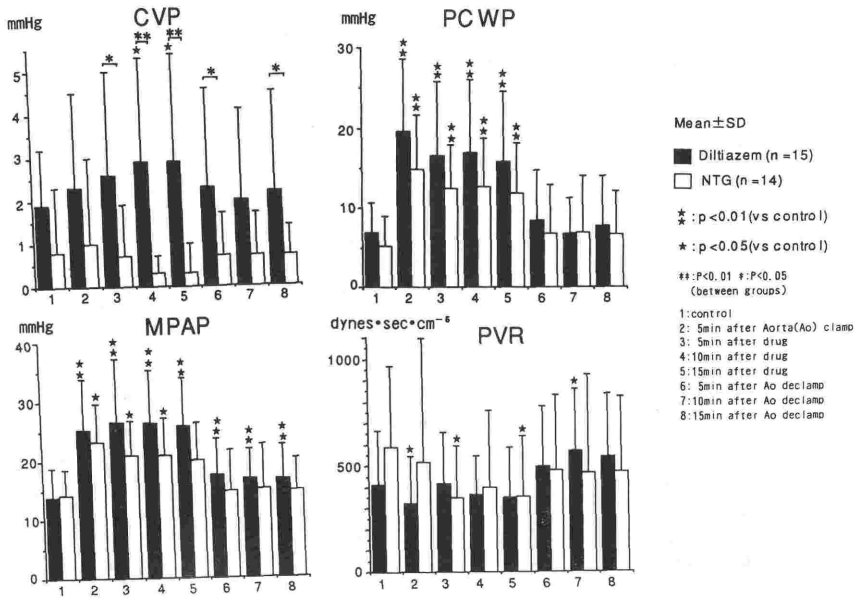 CVP
mmHg
5
4
3
2
1
0
* ** ** * *
★ ★
1 2 3 4 5 6 7 8
PCWP
mmHg
30
20
10
0
★★ ★★ ★★ ★★ ★★ ★★ ★★ ★★
1 2 3 4 5 6 7 8
MPAP
mmHg
40
30
20
10
0
★★ ★ ★★ ★ ★★ ★ ★★ ★★ ★★ ★★
1 2 3 4 5 6 7 8
PVR
dynes•sec•cm⁻⁶
1000
500
0
★ ★ ★ ★
1 2 3 4 5 6 7 8
Mean±SD
Diltiazem (n =15)
NTG (n =14)
★★ : p <0.01 (vs control)
★ : p <0.05 (vs control)
**:P<0.01 *:P<0.05
(between groups)
1:control
2: 5min after Aorta(Ao) clamp
3: 5min after drug
4:10min after drug
5:15min after drug
6: 5min after Ao declamp
7:10min after Ao declamp
8:15min after Ao declamp